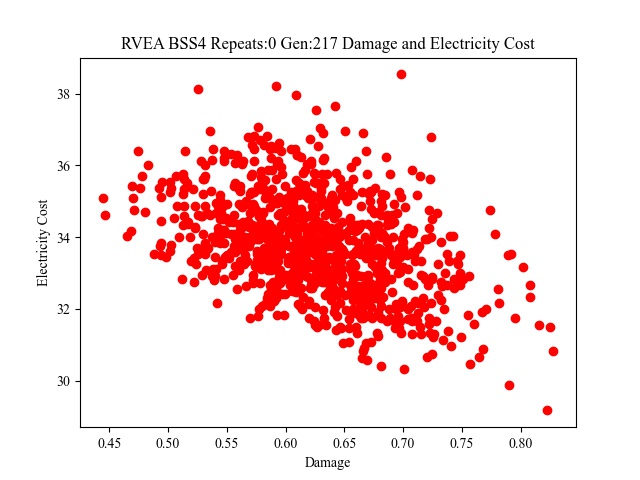 RVEA BSS4 Repeats:0 Gen:217 Damage and Electricity Cost
38
36
34
32
30
Electricity Cost
0.45 0.50 0.55 0.60 0.65 0.70 0.75 0.80
Damage